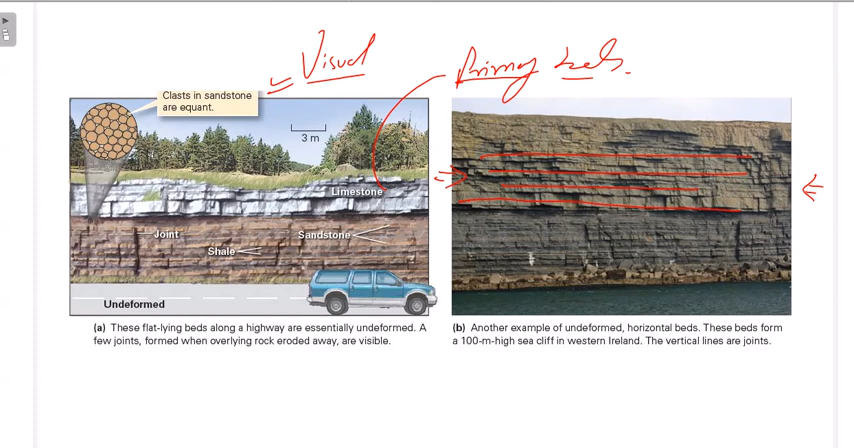 Visual
Primary beds.
Clasts in sandstone
are equant.
3 m
Limestone
Joint
Sandstone
Shale
Undeformed
(a) These flat-lying beds along a highway are essentially undeformed. A
few joints, formed when overlying rock eroded away, are visible.
(b) Another example of undeformed, horizontal beds. These beds form
a 100-m-high sea cliff in western Ireland. The vertical lines are joints.